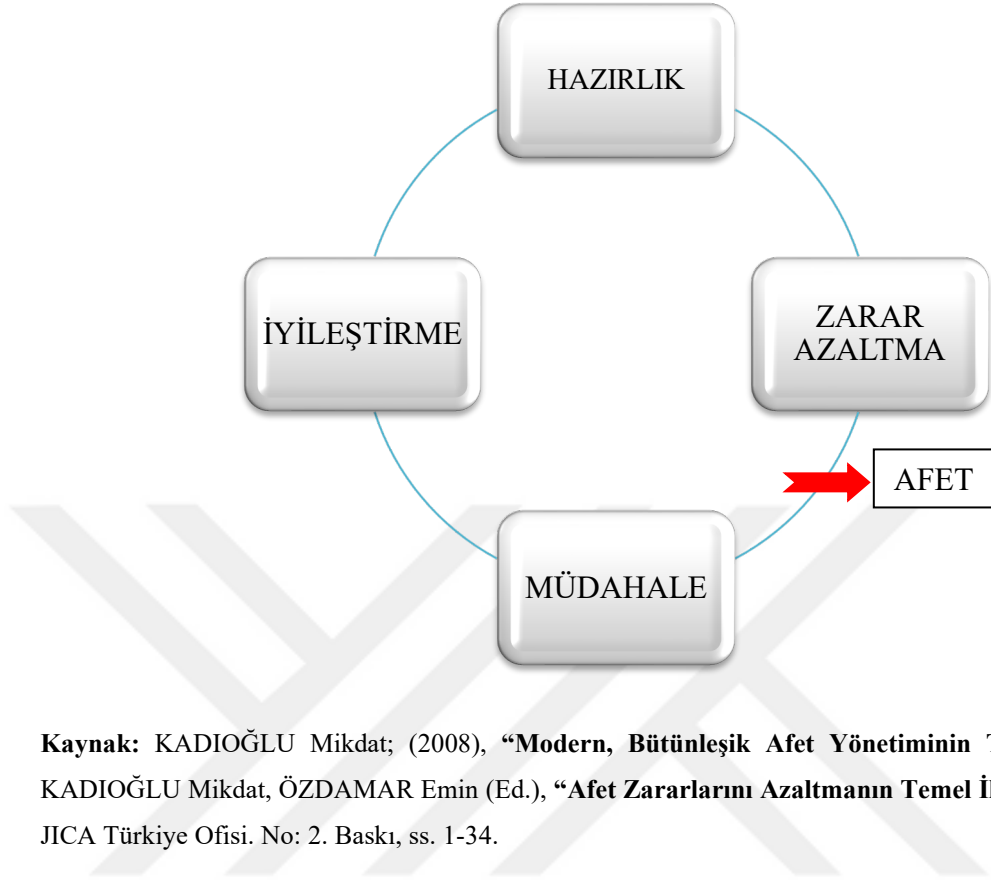 HAZIRLIK
İYİLEŞTİRME
ZARAR
AZALTMA
AFET
MÜDAHALE
Kaynak: KADIOĞLU Mikdat; (2008), “Modern, Bütünleşik Afet Yönetiminin
KADIOĞLU Mikdat, ÖZDAMAR Emin (Ed.), “Afet Zararlarını Azaltmanın Temel
JICA Türkiye Ofisi. No: 2. Baskı, ss. 1-34.